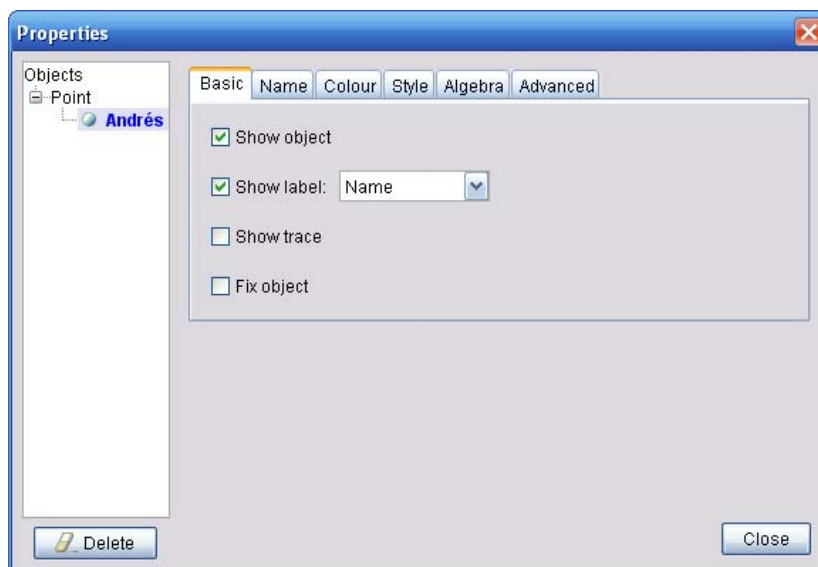 Properties
Objects
Point
Andrés
Basic Name Colour Style Algebra Advanced
Show object
Show label: Name
Show trace
Fix object
Delete
Close